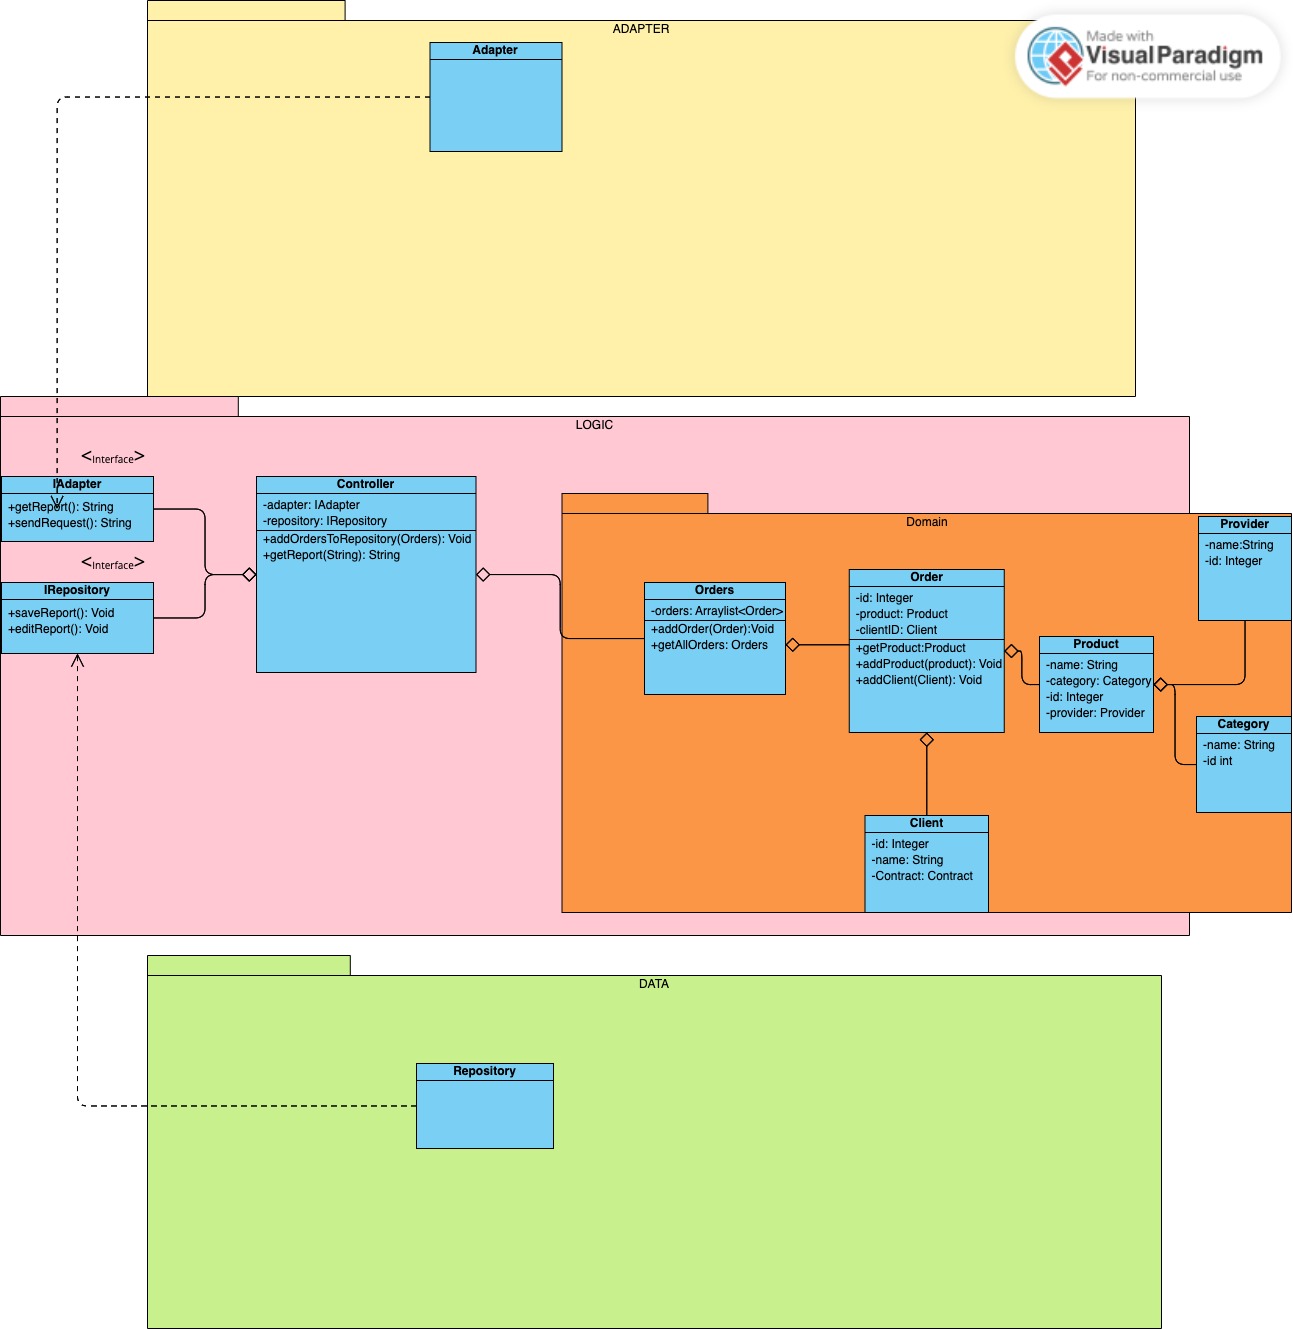 ADAPTER
Made with
Visual Paradigm
For non-commercial use
Adapter
LOGIC
<Interface>
IAdapter
+getReport(): String
+sendRequest(): String
<Interface>
IRepository
+saveReport(): Void
+editReport(): Void
Controller
-adapter: IAdapter
-repository: IRepository
+addOrdersToRepository(Orders): Void
+getReport(String): String
Domain
Orders
-orders: Arraylist<Order>
+addOrder(Order):Void
+getAllOrders: Orders
Order
-id: Integer
-product: Product
-clientID: Client
+getProduct:Product
+addProduct(product): Void
+addClient(Client): Void
Product
-name: String
-category: Category
-id: Integer
-provider: Provider
Provider
-name:String
-id: Integer
Category
-name: String
-id int
Client
-id: Integer
-name: String
-Contract: Contract
DATA
Repository